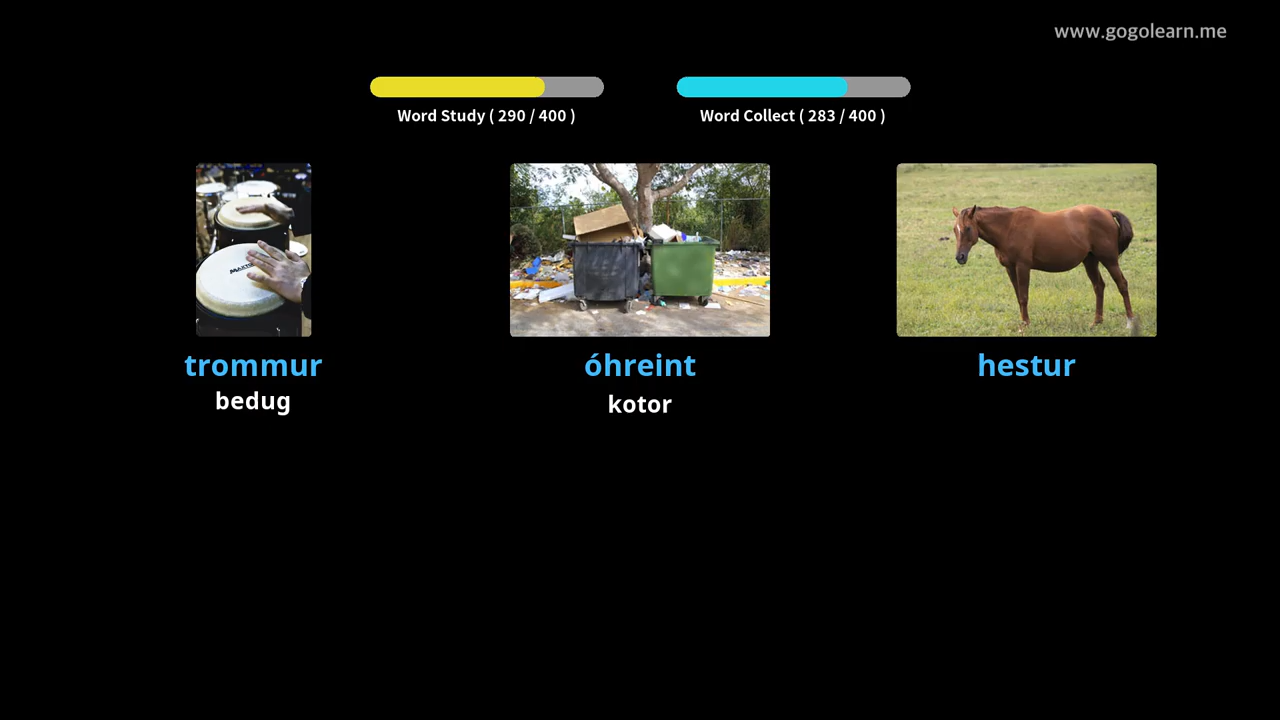 www.gogolearn.me
Word Study ( 290 / 400 )
Word Collect ( 283 / 400 )
trommur
bedug
óhreint
kotor
hestur